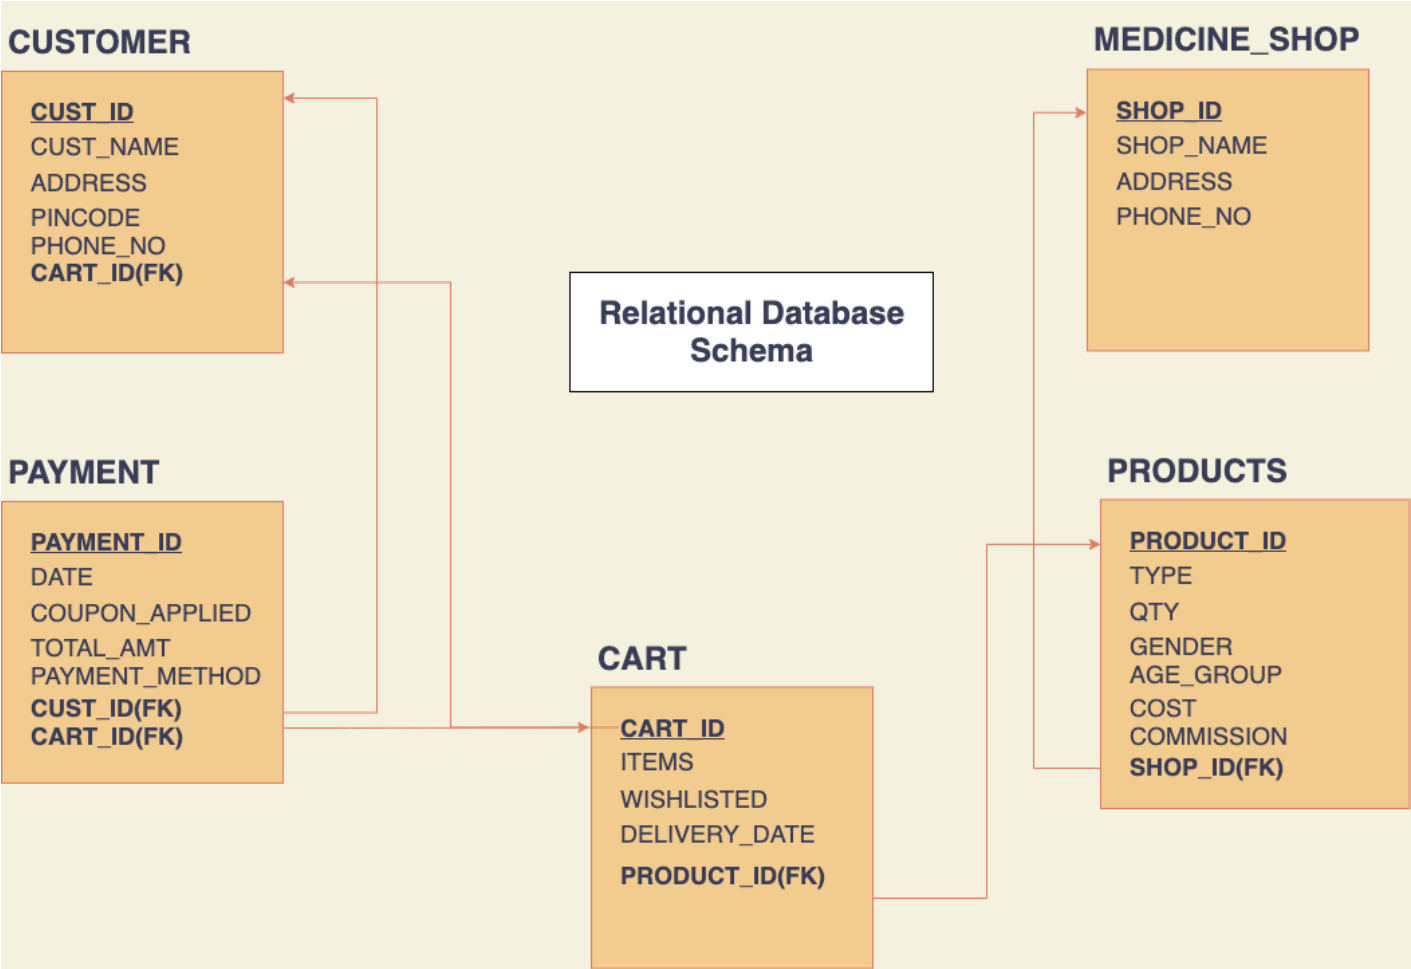 CUSTOMER
CUST_ID
CUST_NAME
ADDRESS
PINCODE
PHONE_NO
CART_ID(FK)
MEDICINE_SHOP
SHOP_ID
SHOP_NAME
ADDRESS
PHONE_NO
Relational Database
Schema
PAYMENT
PAYMENT_ID
DATE
COUPON_APPLIED
TOTAL_AMT
PAYMENT_METHOD
CUST_ID(FK)
CART_ID(FK)
PRODUCTS
PRODUCT_ID
TYPE
QTY
GENDER
AGE_GROUP
COST
COMMISSION
SHOP_ID(FK)
CART
CART_ID
ITEMS
WISHLISTED
DELIVERY_DATE
PRODUCT_ID(FK)